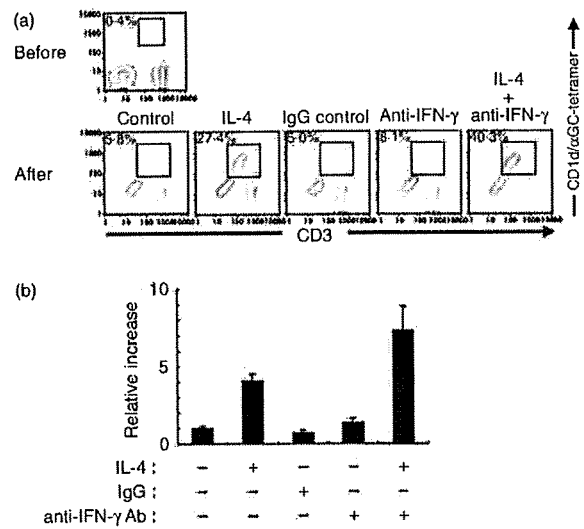 (a)
Before
0·4%
Control
IL-4
IgG control
Anti-IFN-γ
IL-4
+
anti-IFN-γ
After
5·8%
27·4%
5·0%
8·1%
40·3%
CD1d/αGC-tetramer
CD3
(b)
Relative increase
10
5
0
IL-4 : − + − − +
IgG : − − + − −
anti-IFN-γ Ab : − − − + +